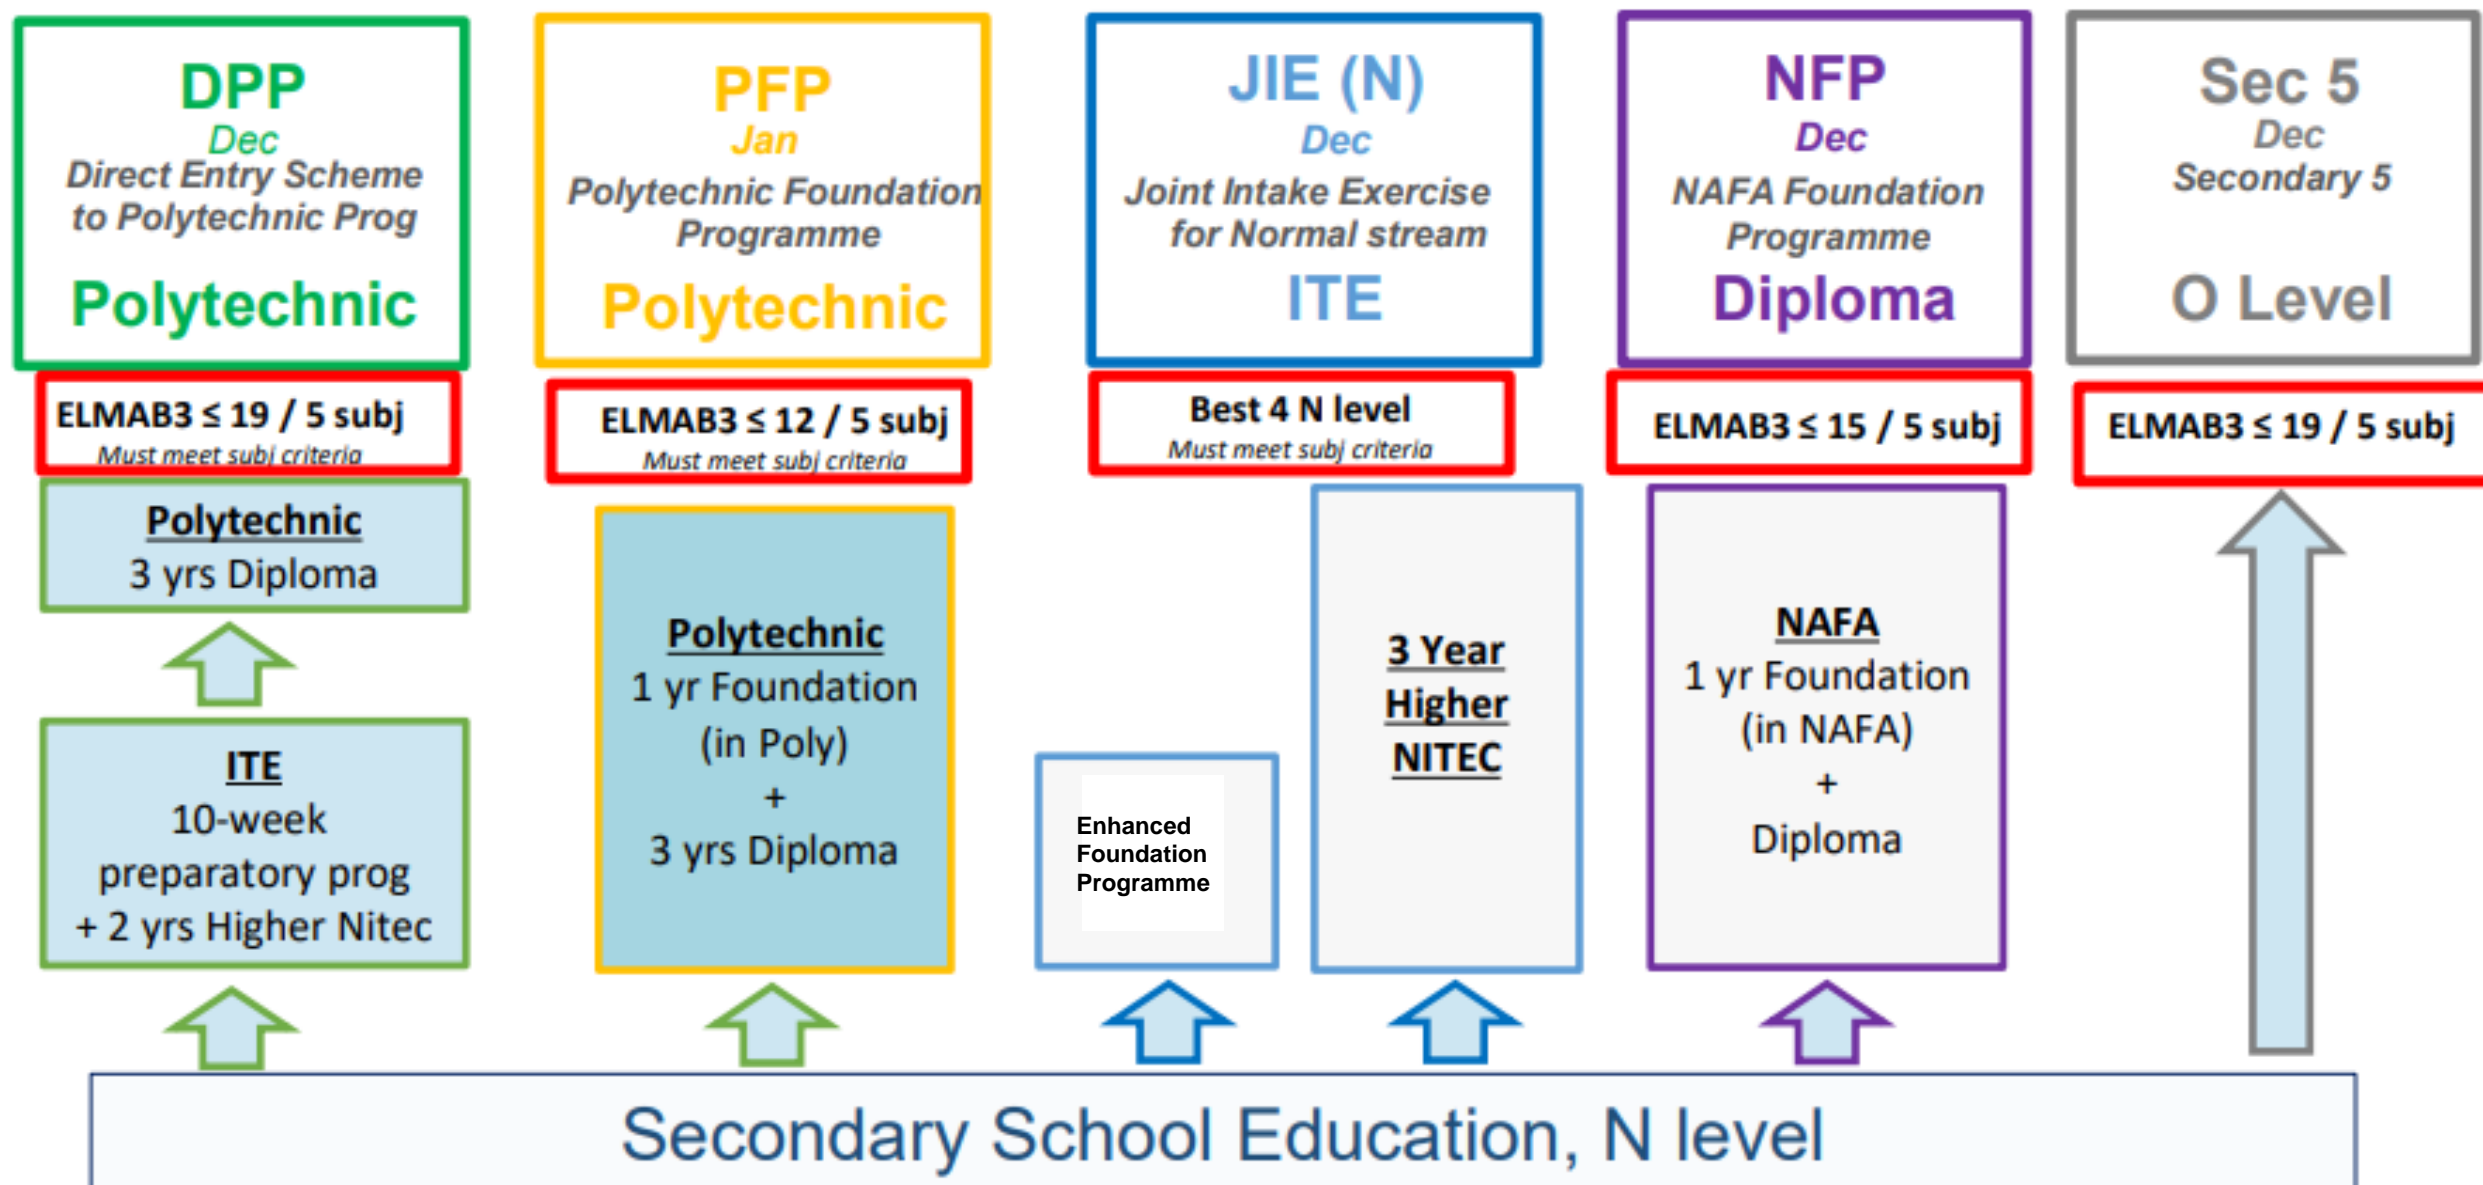 DPP
Dec
Direct Entry Scheme
to Polytechnic Prog
Polytechnic
ELMAB3 ≤ 19 / 5 subj
Must meet subj criteria
Polytechnic
3 yrs Diploma
ITE
10-week
preparatory prog
+ 2 yrs Higher Nitec
PFP
Jan
Polytechnic Foundation
Programme
Polytechnic
ELMAB3 ≤ 12 / 5 subj
Must meet subj criteria
Polytechnic
1 yr Foundation
(in Poly)
+
3 yrs Diploma
JIE (N)
Dec
Joint Intake Exercise
for Normal stream
ITE
Best 4 N level
Must meet subj criteria
Enhanced
Foundation
Programme
3 Year
Higher
NITEC
NFP
Dec
NAFA Foundation
Programme
Diploma
ELMAB3 ≤ 15 / 5 subj
NAFA
1 yr Foundation
(in NAFA)
+
Diploma
Sec 5
Dec
Secondary 5
O Level
ELMAB3 ≤ 19 / 5 subj
Secondary School Education, N level